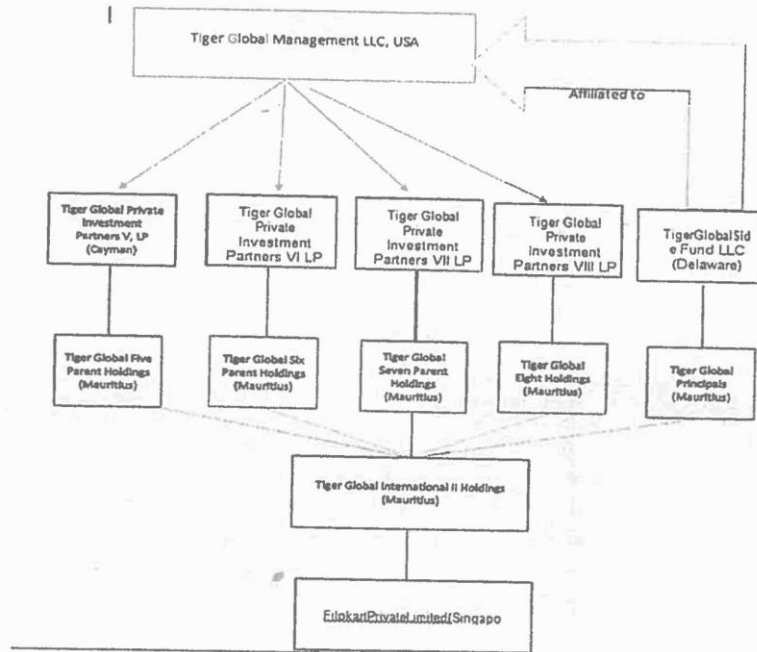 Tiger Global Management LLC, USA
Affiliated to
Tiger Global Private
Investment
Partners V, LP
(Cayman)
Tiger Global
Private
Investment
Partners VI LP
Tiger Global
Private
Investment
Partners VII LP
Tiger Global
Private
Investment
Partners VIII LP
TigerGlobalSid
e Fund LLC
(Delaware)
Tiger Global Five
Parent Holdings
(Mauritius)
Tiger Global Six
Parent Holdings
(Mauritius)
Tiger Global
Seven Parent
Holdings
(Mauritius)
Tiger Global
Eight Holdings
(Mauritius)
Tiger Global
Principals
(Mauritius)
Tiger Global International II Holdings
(Mauritius)
FlipkartPrivateLimited(Singapo